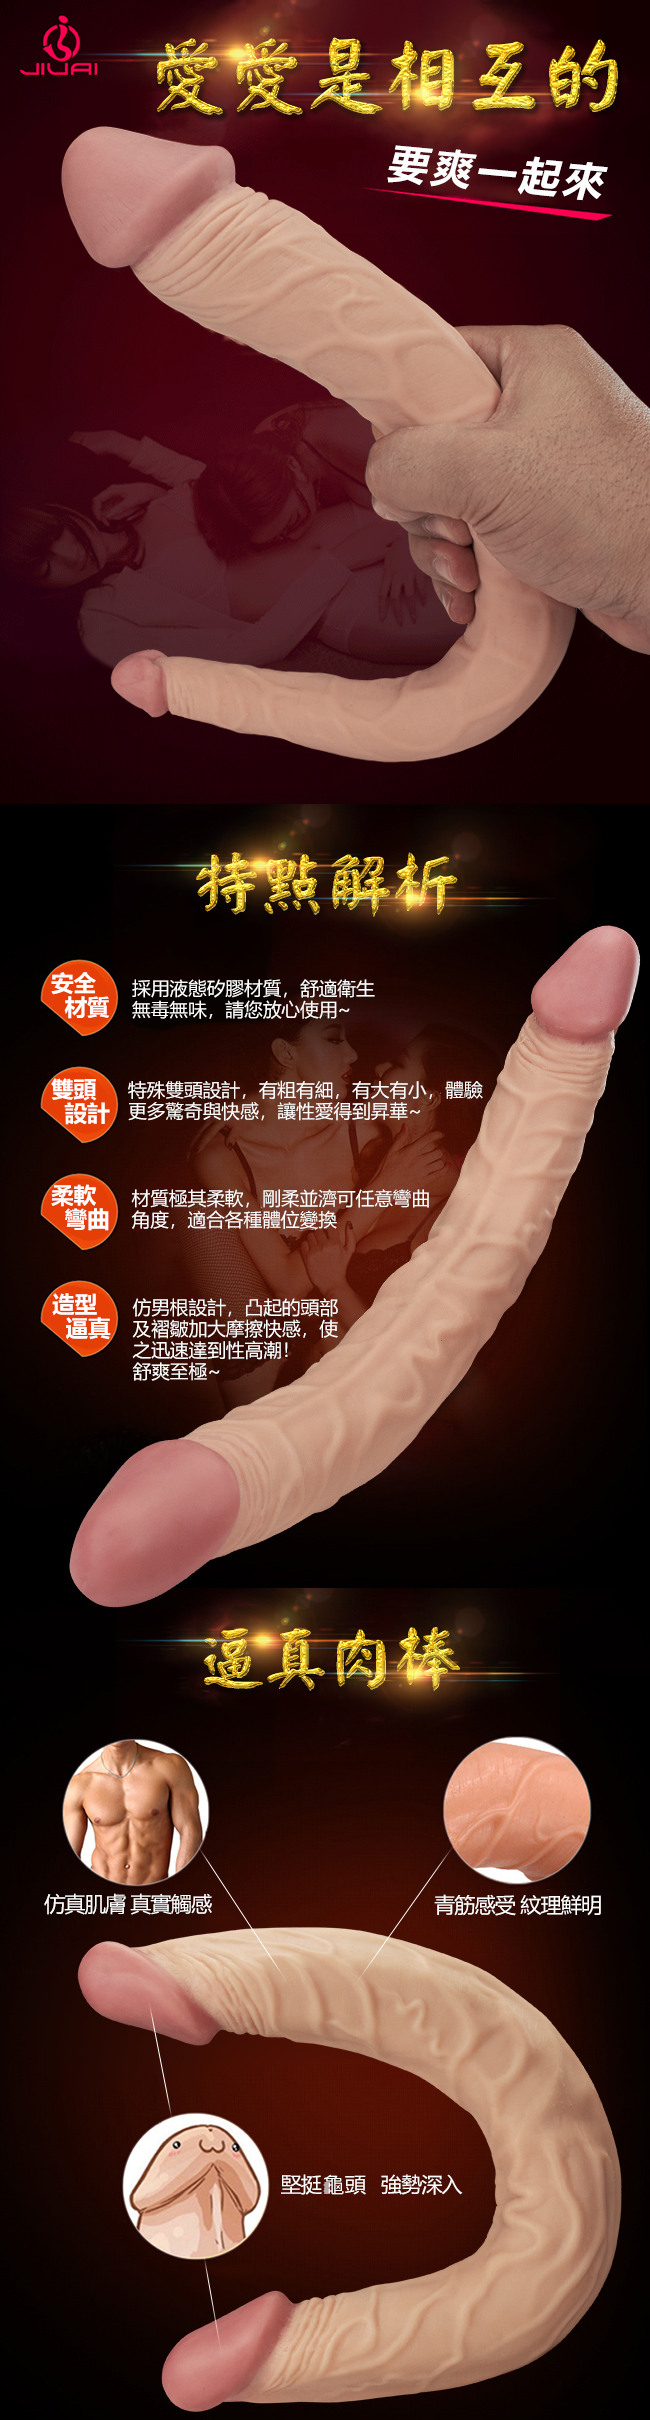 JIUAI
愛愛是相互的
要爽一起來
特點解析
安全
材質
採用液態矽膠材質，舒適衛生
無毒無味，請您放心使用~
雙頭
設計
特殊雙頭設計，有粗有細，有大有小，體驗
更多驚奇與快感，讓性愛得到昇華~
柔軟
彎曲
材質極其柔軟，剛柔並濟可任意彎曲
角度，適合各種體位變換
造型
逼真
仿男根設計，凸起的頭部
及褶皺加大摩擦快感，使
之迅速達到性高潮！
舒爽至極~
逼真肉棒
仿真肌膚 真實觸感
青筋感受 紋理鮮明
堅挺龜頭 強勢深入